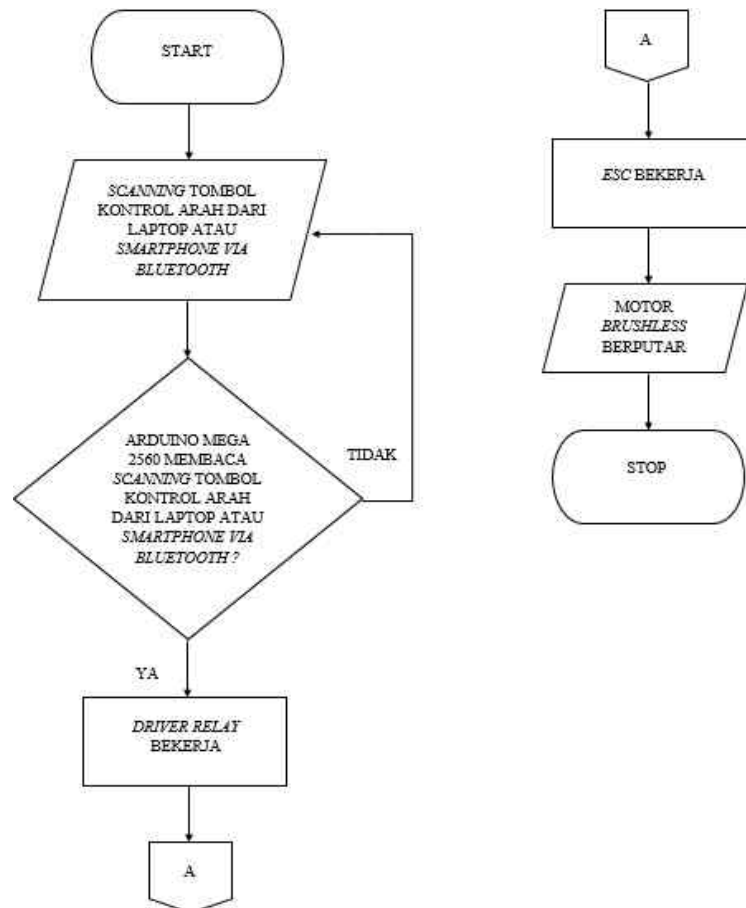 START
SCANNING TOMBOL
KONTROL ARAH DARI
LAPTOP ATAU
SMARTPHONE VIA
BLUETOOTH
ARDUINO MEGA
2560 MEMBACA
SCANNING TOMBOL
KONTROL ARAH
DARI LAPTOP ATAU
SMARTPHONE VIA
BLUETOOTH ?
TIDAK
YA
DRIVER RELAY
BEKERJA
A
A
ESC BEKERJA
MOTOR
BRUSHLESS
BERPUTAR
STOP